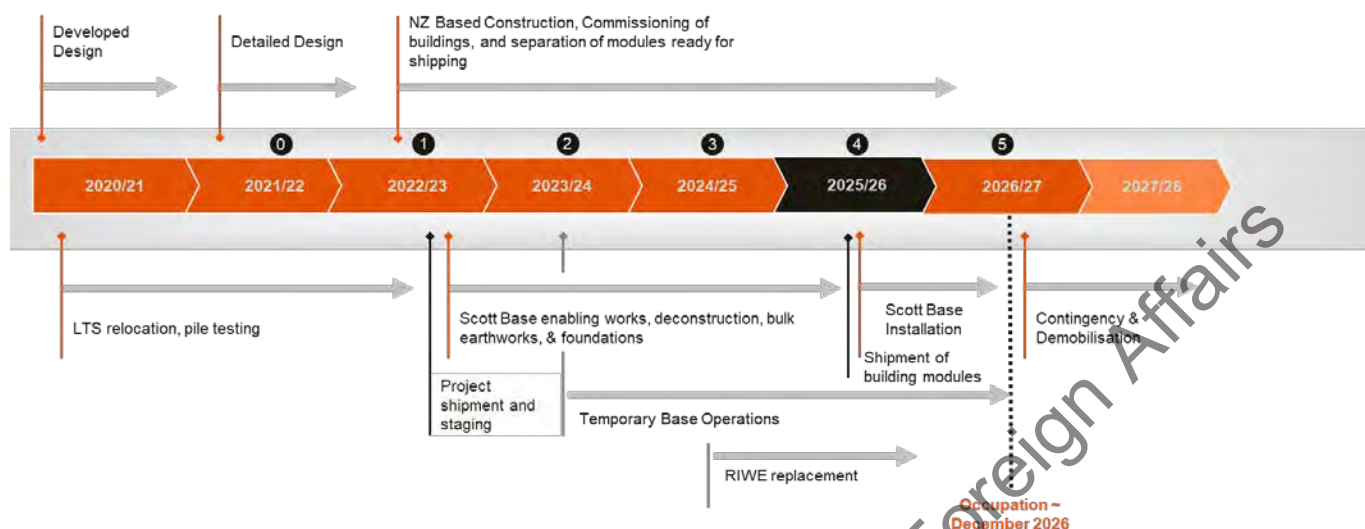 Developed
Design
Detailed Design
NZ Based Construction, Commissioning of
buildings, and separation of modules ready for
shipping
0
1
2
3
4
5
2020/21
2021/22
2022/23
2023/24
2024/25
2025/26
2026/27
2027/28
LTS relocation, pile testing
Scott Base enabling works, deconstruction, bulk
earthworks, & foundations
Scott Base
Installation
Contingency &
Demobilisation
Shipment of
building modules
Project
shipment and
staging
Temporary Base Operations
RIWE replacement
Occupation ~
December 2026
Foreign Affairs